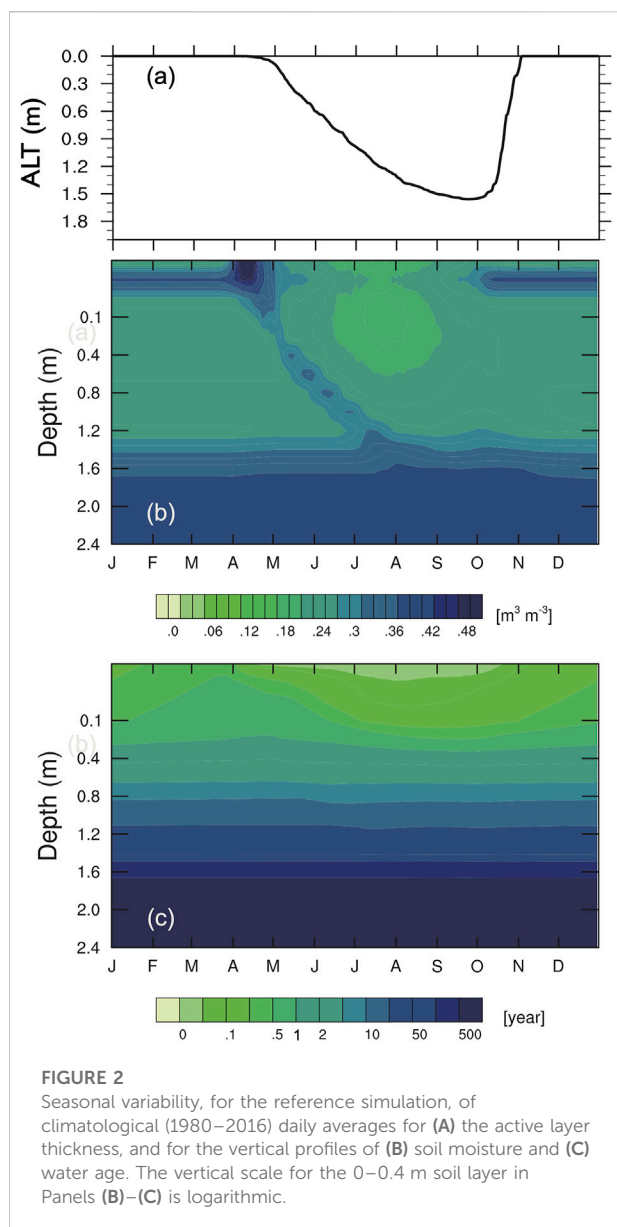 0.0
0.3
0.6
0.9
1.2
1.5
1.8
ALT (m)
(a)
0.1
0.4
0.8
1.2
1.6
2.0
2.4
Depth (m)
(a)
(b)
J F M A M J J A S O N D
.0 .06 .12 .18 .24 .3 .36 .42 .48 [m³ m⁻³]
0.1
0.4
0.8
1.2
1.6
2.0
2.4
Depth (m)
(b)
(c)
J F M A M J J A S O N D
0 .1 .5 1 2 10 50 500 [year]
FIGURE 2
Seasonal variability, for the reference simulation, of
climatological (1980–2016) daily averages for (A) the active layer
thickness, and for the vertical profiles of (B) soil moisture and (C)
water age. The vertical scale for the 0–0.4 m soil layer in
Panels (B)–(C) is logarithmic.